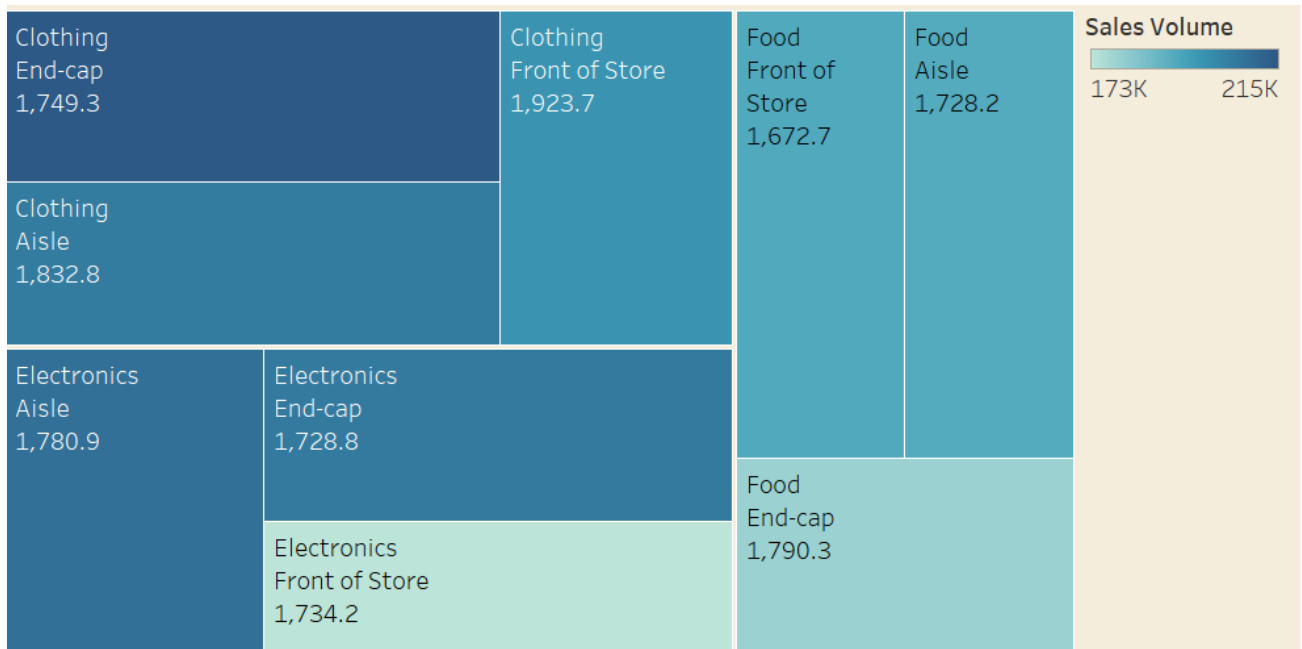 Clothing
End-cap
1,749.3
Clothing
Front of Store
1,923.7
Clothing
Aisle
1,832.8
Electronics
Aisle
1,780.9
Electronics
End-cap
1,728.8
Electronics
Front of Store
1,734.2
Food
Front of
Store
1,672.7
Food
Aisle
1,728.2
Food
End-cap
1,790.3
Sales Volume
173K 215K